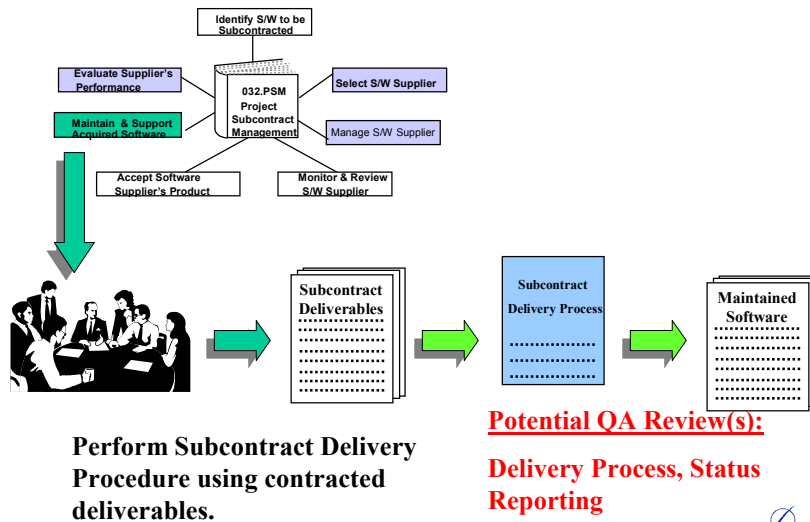 Identify S/W to be
Subcontracted
Evaluate Supplier's
Performance
032.PSM
Project
Subcontract
Management
Select S/W Supplier
Maintain & Support
Acquired Software
Manage S/W Supplier
Accept Software
Supplier's Product
Monitor & Review
S/W Supplier
Subcontract
Deliverables
Subcontract
Delivery Process
Maintained
Software
Perform Subcontract Delivery
Procedure using contracted
deliverables.
Potential QA Review(s):
Delivery Process, Status
Reporting